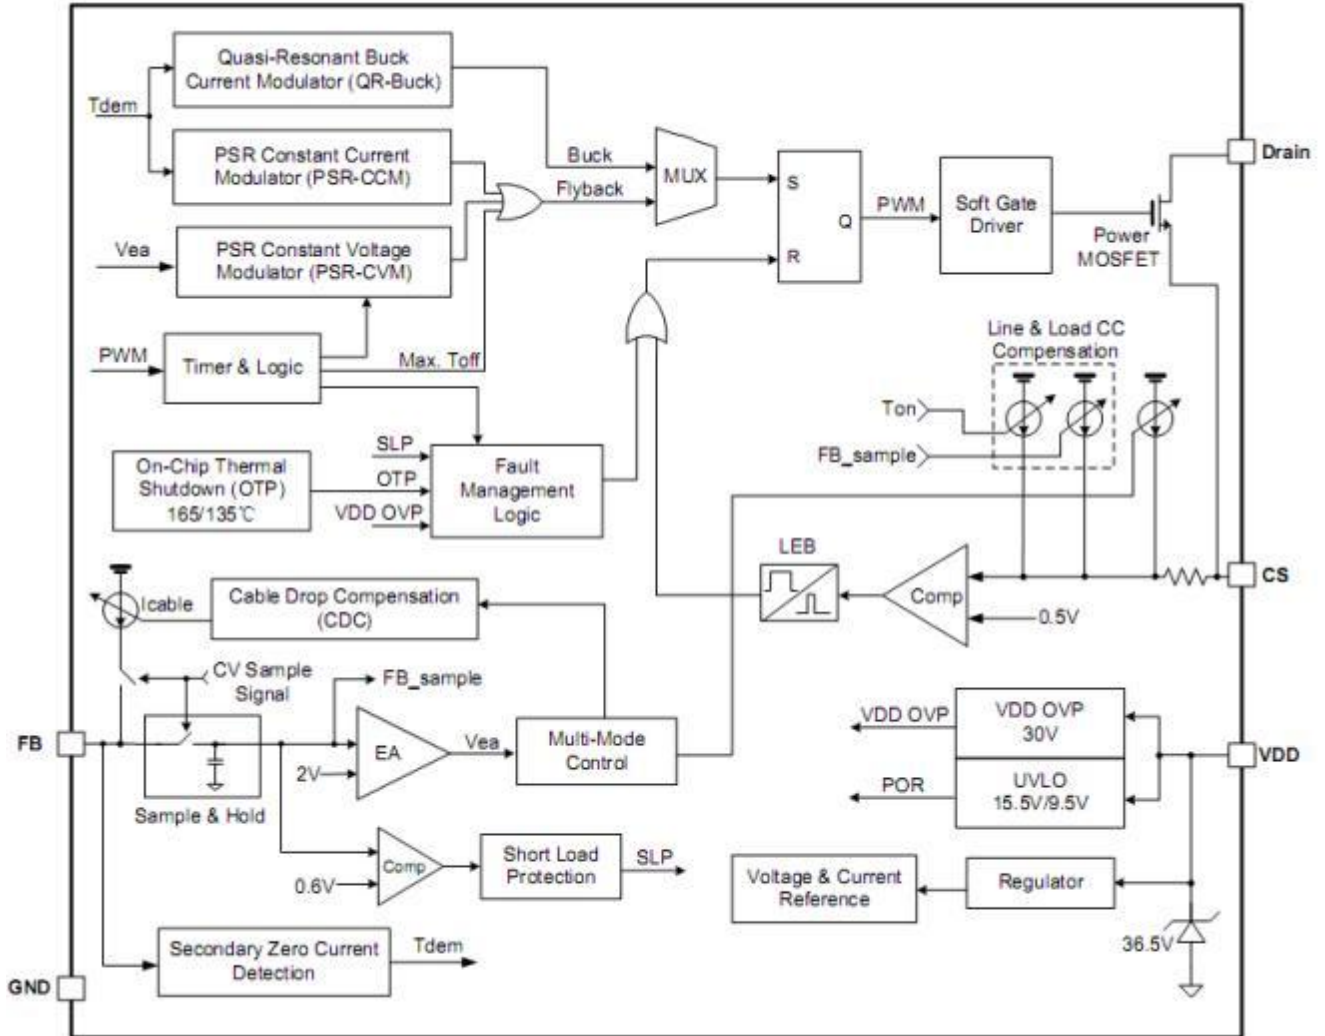 Quasi-Resonant Buck
Current Modulator (QR-Buck)
Tdem
PSR Constant Current
Modulator (PSR-CCM)
Buck
Flyback
MUX
S
R
Q
PWM
Soft Gate
Driver
Power
MOSFET
Drain
Vea
PSR Constant Voltage
Modulator (PSR-CVM)
PWM
Timer & Logic
Max. Toff
Line & Load CC
Compensation
Ton
FB_sample
SLP
OTP
VDD OVP
On-Chip Thermal
Shutdown (OTP)
165/135℃
Fault
Management
Logic
LEB
Comp
0.5V
CS
Icable
Cable Drop Compensation
(CDC)
CV Sample
Signal
FB_sample
FB
EA
2V
Vea
Multi-Mode
Control
Sample & Hold
VDD OVP
VDD OVP
30V
POR
UVLO
15.5V/9.5V
VDD
Comp
0.6V
Short Load
Protection
SLP
Voltage & Current
Reference
Regulator
36.5V
Secondary Zero Current
Detection
Tdem
GND